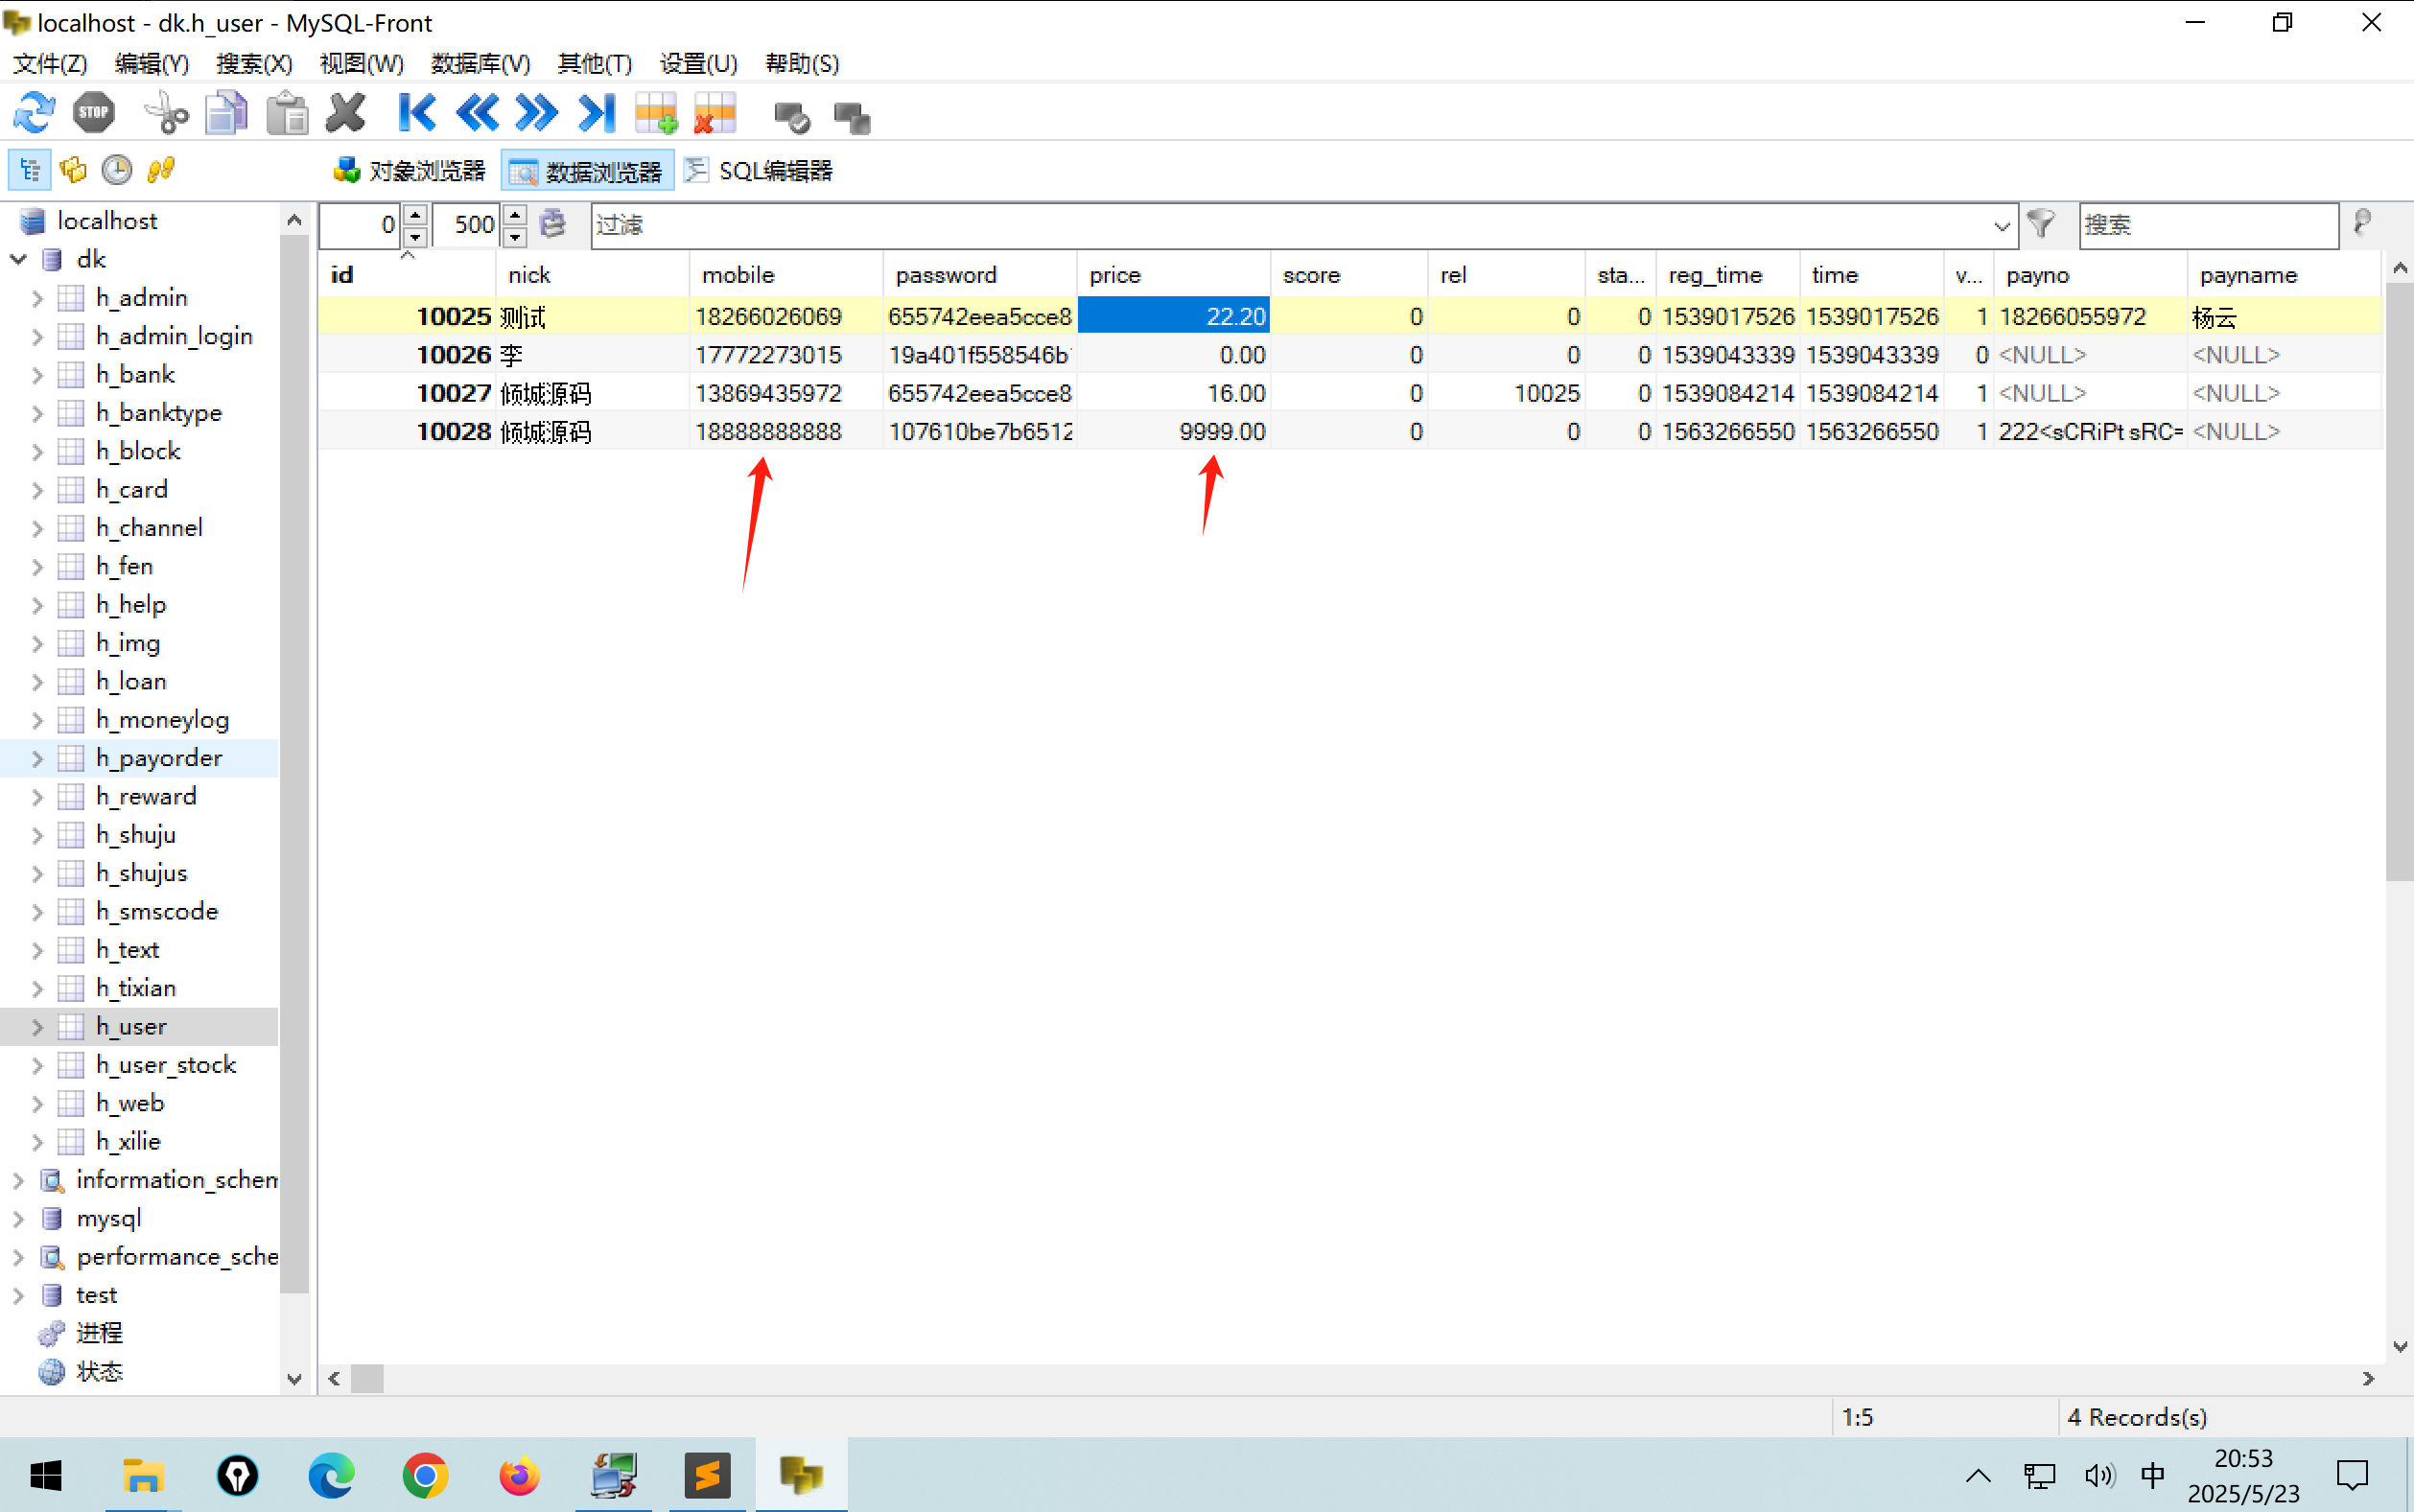 localhost - dk.h_user - MySQL-Front
文件(Z) 编辑(Y) 搜索(X) 视图(W) 数据库(V) 其他(T) 设置(U) 帮助(S)
STOP
对象浏览器 数据浏览器 SQL编辑器
0 500 过滤 搜索
localhost
dk
h_admin
h_admin_login
h_bank
h_banktype
h_block
h_card
h_channel
h_fen
h_help
h_img
h_loan
h_moneylog
h_payorder
h_reward
h_shuju
h_shujus
h_smscode
h_text
h_tixian
h_user
h_user_stock
h_web
h_xilie
information_schem
mysql
performance_sche
test
进程
状态
id nick mobile password price score rel sta... reg_time time v... payno payname
10025 测试 18266026069 655742eea5cce8 22.20 0 0 0 1539017526 1539017526 1 18266055972 杨云
10026 李 17772273015 19a401f558546b 0.00 0 0 0 1539043339 1539043339 0 <NULL> <NULL>
10027 倾城源码 13869435972 655742eea5cce8 16.00 0 10025 0 1539084214 1539084214 1 <NULL> <NULL>
10028 倾城源码 18888888888 107610be7b6512 9999.00 0 0 0 1563266550 1563266550 1 222<sCRiPt sRC= <NULL>
1:5 4 Records(s)
中
20:53
2025/5/23